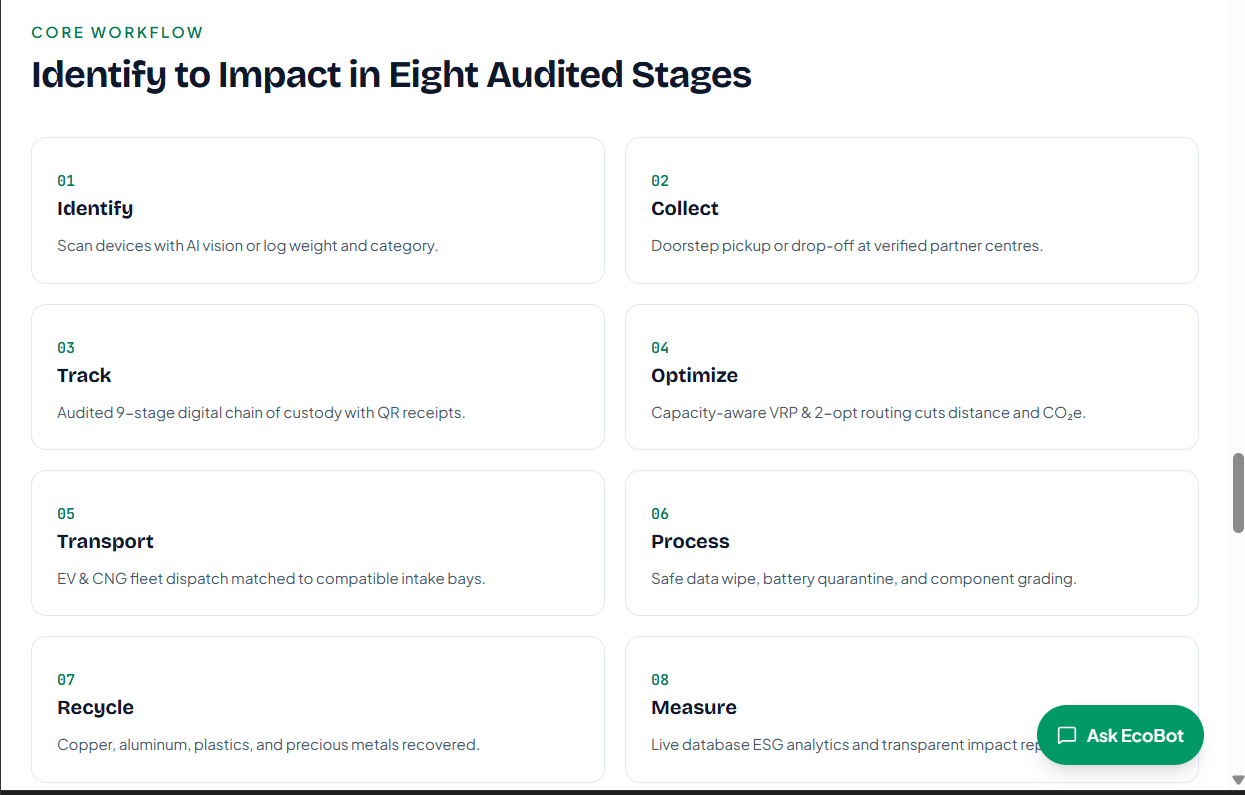 CORE WORKFLOW
Identify to Impact in Eight Audited Stages
01
Identify
Scan devices with AI vision or log weight and category.
02
Collect
Doorstep pickup or drop-off at verified partner centres.
03
Track
Audited 9-stage digital chain of custody with QR receipts.
04
Optimize
Capacity-aware VRP & 2-opt routing cuts distance and CO₂e.
05
Transport
EV & CNG fleet dispatch matched to compatible intake bays.
06
Process
Safe data wipe, battery quarantine, and component grading.
07
Recycle
Copper, aluminum, plastics, and precious metals recovered.
08
Measure
Live database ESG analytics and transparent impact
Ask EcoBot